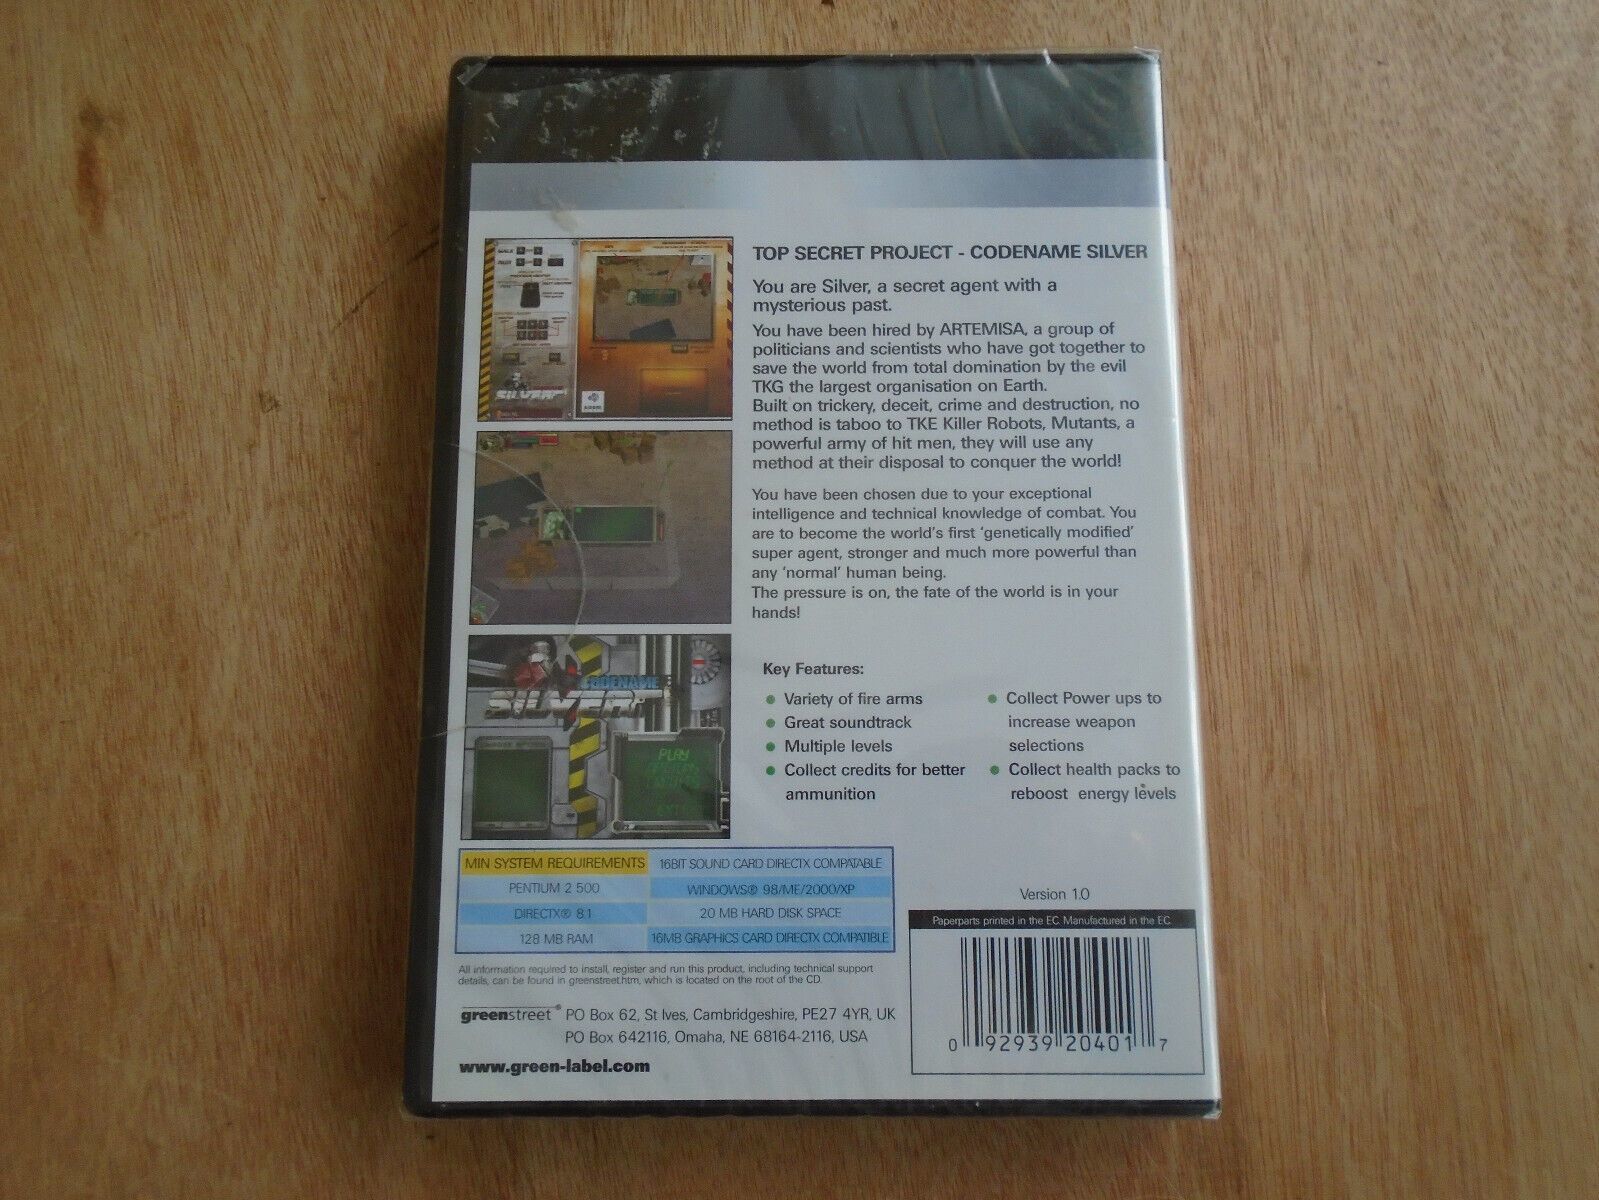 TOP SECRET PROJECT - CODENAME SILVER
You are Silver, a secret agent with a
mysterious past.
You have been hired by ARTEMISA, a group of
politicians and scientists who have got together to
save the world from total domination by the evil
TKG the largest organisation on Earth.
Built on trickery, deceit, crime and destruction, no
method is taboo to TKE Killer Robots, Mutants, a
powerful army of hit men, they will use any
method at their disposal to conquer the world!
You have been chosen due to your exceptional
intelligence and technical knowledge of combat. You
are to become the world's first 'genetically modified'
super agent, stronger and much more powerful than
any 'normal' human being.
The pressure is on, the fate of the world is in your
hands!
SILVER
CODENAME
SILVER
PLAY
Key Features:
Variety of fire arms
Great soundtrack
Multiple levels
Collect credits for better
ammunition
Collect Power ups to
increase weapon
selections
Collect health packs to
reboost energy levels
MIN SYSTEM REQUIREMENTS
16BIT SOUND CARD DIRECTX COMPATABLE
PENTIUM 2 500
WINDOWS® 98/ME/2000/XP
DIRECTX® 8.1
20 MB HARD DISK SPACE
128 MB RAM
16MB GRAPHICS CARD DIRECTX COMPATIBLE
All information required to install, register and run this product, including technical support
details, can be found in greenstreet.htm, which is located on the root of the CD.
greenstreet® PO Box 62, St Ives, Cambridgeshire, PE27 4YR, UK
PO Box 642116, Omaha, NE 68164-2116, USA
www.green-label.com
Version 1.0
Paperparts printed in the EC. Manufactured in the EC.
0 92939 20401 7